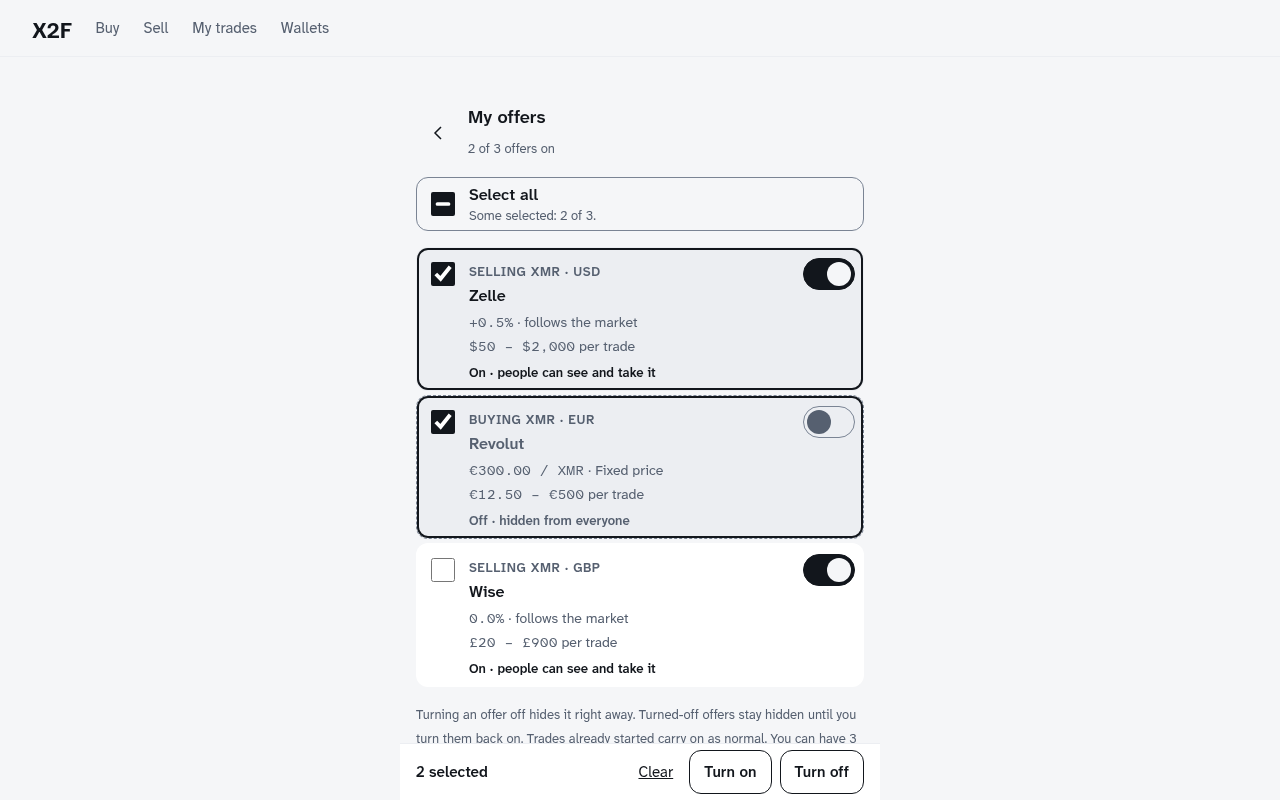 X2F Buy Sell My trades Wallets
My offers
2 of 3 offers on
Select all
Some selected: 2 of 3.
SELLING XMR · USD
Zelle
+0.5% · follows the market
$50 – $2,000 per trade
On · people can see and take it
BUYING XMR · EUR
Revolut
€300.00 / XMR · Fixed price
€12.50 – €500 per trade
Off · hidden from everyone
SELLING XMR · GBP
Wise
0.0% · follows the market
£20 – £900 per trade
On · people can see and take it
Turning an offer off hides it right away. Turned-off offers stay hidden until you
turn them back on. Trades already started carry on as normal. You can have 3
2 selected Clear Turn on Turn off